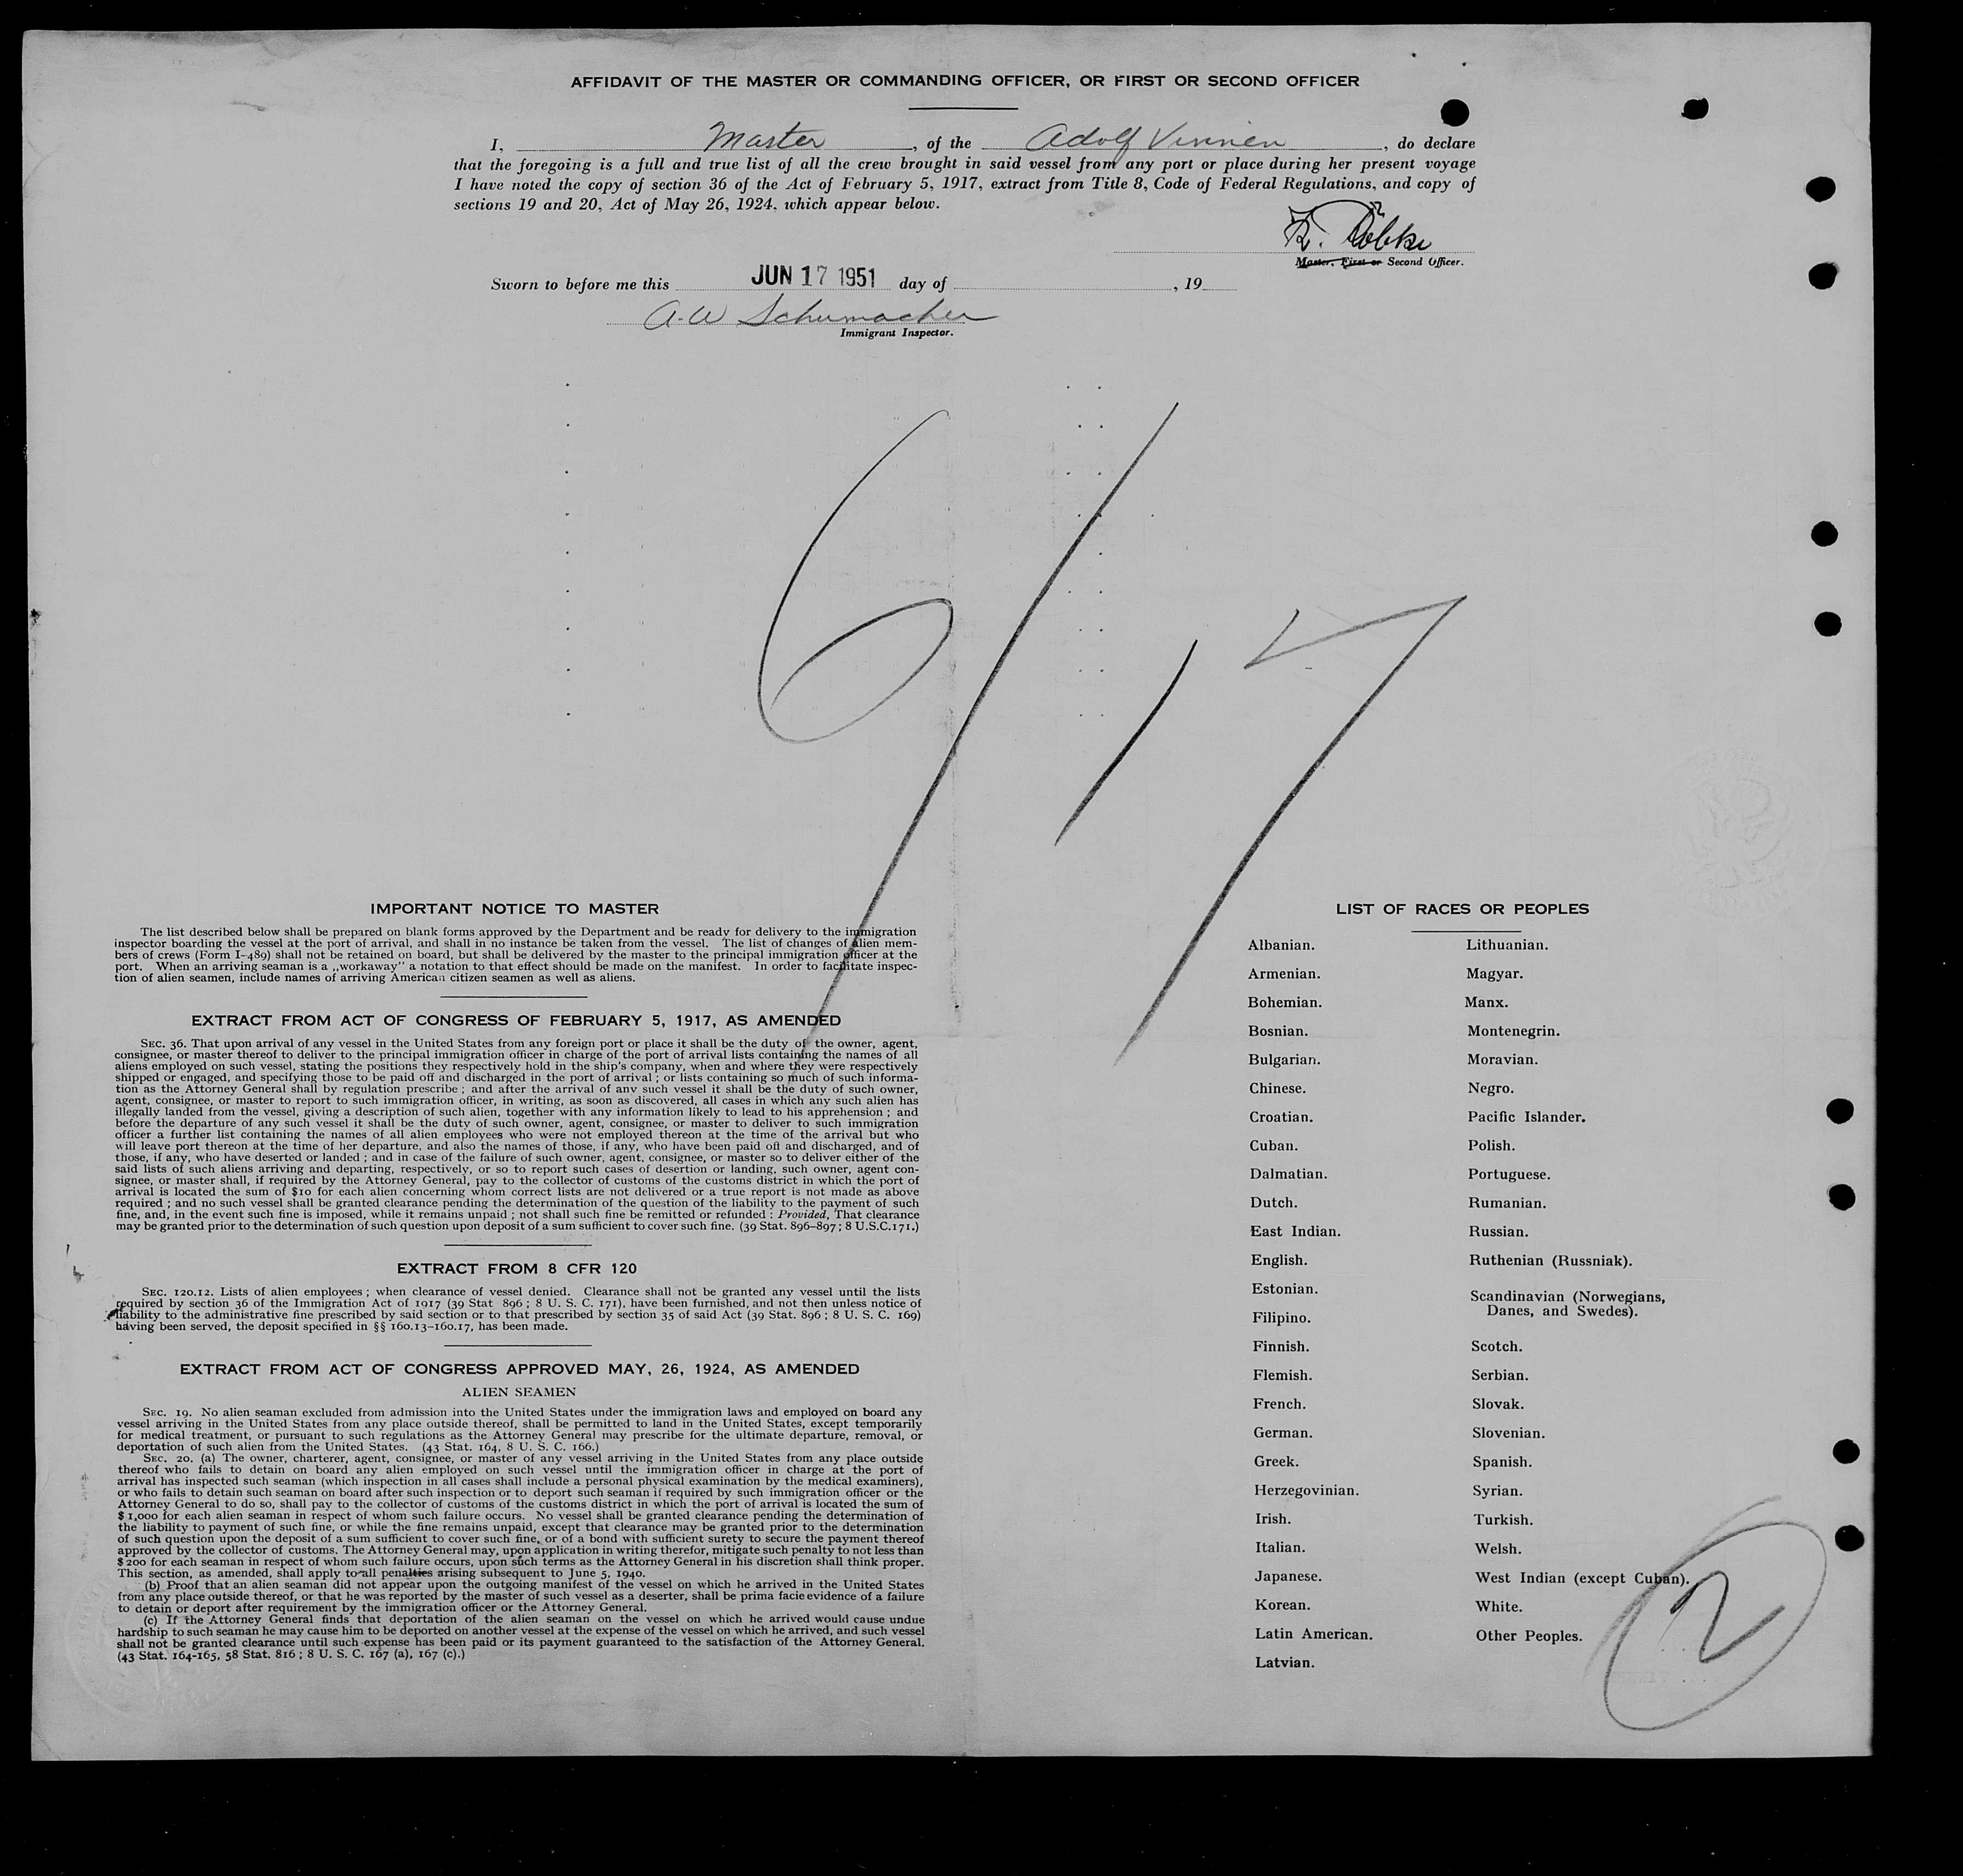 AFFIDAVIT OF THE MASTER OR COMMANDING OFFICER, OR FIRST OR SECOND OFFICER
I, Master, of the Adolf Vinnen, do declare
that the foregoing is a full and true list of all the crew brought in said vessel from any port or place during her present voyage
I have noted the copy of section 36 of the Act of February 5, 1917, extract from Title 8, Code of Federal Regulations, and copy of
sections 19 and 20, Act of May 26, 1924, which appear below.
Master, First or Second Officer.
Sworn to before me this JUN 17 1951 day of , 19
A. W Schumacher
Immigrant Inspector.
6/17
IMPORTANT NOTICE TO MASTER
The list described below shall be prepared on blank forms approved by the Department and be ready for delivery to the immigration
inspector boarding the vessel at the port of arrival, and shall in no instance be taken from the vessel. The list of changes of alien mem-
bers of crews (Form I-489) shall not be retained on board, but shall be delivered by the master to the principal immigration officer at the
port. When an arriving seaman is a „workaway" a notation to that effect should be made on the manifest. In order to facilitate inspec-
tion of alien seamen, include names of arriving American citizen seamen as well as aliens.
EXTRACT FROM ACT OF CONGRESS OF FEBRUARY 5, 1917, AS AMENDED
SEC. 36. That upon arrival of any vessel in the United States from any foreign port or place it shall be the duty of the owner, agent,
consignee, or master thereof to deliver to the principal immigration officer in charge of the port of arrival lists containing the names of all
aliens employed on such vessel, stating the positions they respectively hold in the ship's company, when and where they were respectively
shipped or engaged, and specifying those to be paid off and discharged in the port of arrival ; or lists containing so much of such informa-
tion as the Attorney General shall by regulation prescribe ; and after the arrival of any such vessel it shall be the duty of such owner,
agent, consignee, or master to report to such immigration officer, in writing, as soon as discovered, all cases in which any such alien has
illegally landed from the vessel, giving a description of such alien, together with any information likely to lead to his apprehension ; and
before the departure of any such vessel it shall be the duty of such owner, agent, consignee, or master to deliver to such immigration
officer a further list containing the names of all alien employees who were not employed thereon at the time of the arrival but who
will leave port thereon at the time of her departure, and also the names of those, if any, who have been paid off and discharged, and of
those, if any, who have deserted or landed ; and in case of the failure of such owner, agent, consignee, or master so to deliver either of the
said lists of such aliens arriving and departing, respectively, or so to report such cases of desertion or landing, such owner, agent con-
signee, or master shall, if required by the Attorney General, pay to the collector of customs of the customs district in which the port of
arrival is located the sum of $10 for each alien concerning whom correct lists are not delivered or a true report is not made as above
required ; and no such vessel shall be granted clearance pending the determination of the question of the liability to the payment of such
fine, and, in the event such fine is imposed, while it remains unpaid ; not shall such fine be remitted or refunded : Provided, That clearance
may be granted prior to the determination of such question upon deposit of a sum sufficient to cover such fine. (39 Stat. 896-897 ; 8 U.S.C.171.)
EXTRACT FROM 8 CFR 120
SEC. 120.12. Lists of alien employees ; when clearance of vessel denied. Clearance shall not be granted any vessel until the lists
required by section 36 of the Immigration Act of 1917 (39 Stat 896 ; 8 U. S. C. 171), have been furnished, and not then unless notice of
liability to the administrative fine prescribed by said section or to that prescribed by section 35 of said Act (39 Stat. 896 ; 8 U. S. C. 169)
having been served, the deposit specified in §§ 160.13-160.17, has been made.
EXTRACT FROM ACT OF CONGRESS APPROVED MAY, 26, 1924, AS AMENDED
ALIEN SEAMEN
SEC. 19. No alien seaman excluded from admission into the United States under the immigration laws and employed on board any
vessel arriving in the United States from any place outside thereof, shall be permitted to land in the United States, except temporarily
for medical treatment, or pursuant to such regulations as the Attorney General may prescribe for the ultimate departure, removal, or
deportation of such alien from the United States. (43 Stat. 164, 8 U. S. C. 166.)
SEC. 20. (a) The owner, charterer, agent, consignee, or master of any vessel arriving in the United States from any place outside
thereof who fails to detain on board any alien employed on such vessel until the immigration officer in charge at the port of
arrival has inspected such seaman (which inspection in all cases shall include a personal physical examination by the medical examiners),
or who fails to detain such seaman on board after such inspection or to deport such seaman if required by such immigration officer or the
Attorney General to do so, shall pay to the collector of customs of the customs district in which the port of arrival is located the sum of
$ 1,000 for each alien seaman in respect of whom such failure occurs. No vessel shall be granted clearance pending the determination of
the liability to payment of such fine, or while the fine remains unpaid, except that clearance may be granted prior to the determination
of such question upon the deposit of a sum sufficient to cover such fine, or of a bond with sufficient surety to secure the payment thereof
approved by the collector of customs. The Attorney General may, upon application in writing therefor, mitigate such penalty to not less than
$ 200 for each seaman in respect of whom such failure occurs, upon such terms as the Attorney General in his discretion shall think proper.
This section, as amended, shall apply to all penalties arising subsequent to June 5, 1940.
(b) Proof that an alien seaman did not appear upon the outgoing manifest of the vessel on which he arrived in the United States
from any place outside thereof, or that he was reported by the master of such vessel as a deserter, shall be prima facie evidence of a failure
to detain or deport after requirement by the immigration officer or the Attorney General.
(c) If the Attorney General finds that deportation of the alien seaman on the vessel on which he arrived would cause undue
hardship to such seaman he may cause him to be deported on another vessel at the expense of the vessel on which he arrived, and such vessel
shall not be granted clearance until such expense has been paid or its payment guaranteed to the satisfaction of the Attorney General.
(43 Stat. 164-165, 58 Stat. 816 ; 8 U. S. C. 167 (a), 167 (c).)
LIST OF RACES OR PEOPLES
Albanian.
Armenian.
Bohemian.
Bosnian.
Bulgarian.
Chinese.
Croatian.
Cuban.
Dalmatian.
Dutch.
East Indian.
English.
Estonian.
Filipino.
Finnish.
Flemish.
French.
German.
Greek.
Herzegovinian.
Irish.
Italian.
Japanese.
Korean.
Latin American.
Latvian.
Lithuanian.
Magyar.
Manx.
Montenegrin.
Moravian.
Negro.
Pacific Islander.
Polish.
Portuguese.
Rumanian.
Russian.
Ruthenian (Russniak).
Scandinavian (Norwegians,
Danes, and Swedes).
Scotch.
Serbian.
Slovak.
Slovenian.
Spanish.
Syrian.
Turkish.
Welsh.
West Indian (except Cuban).
White.
Other Peoples.
2